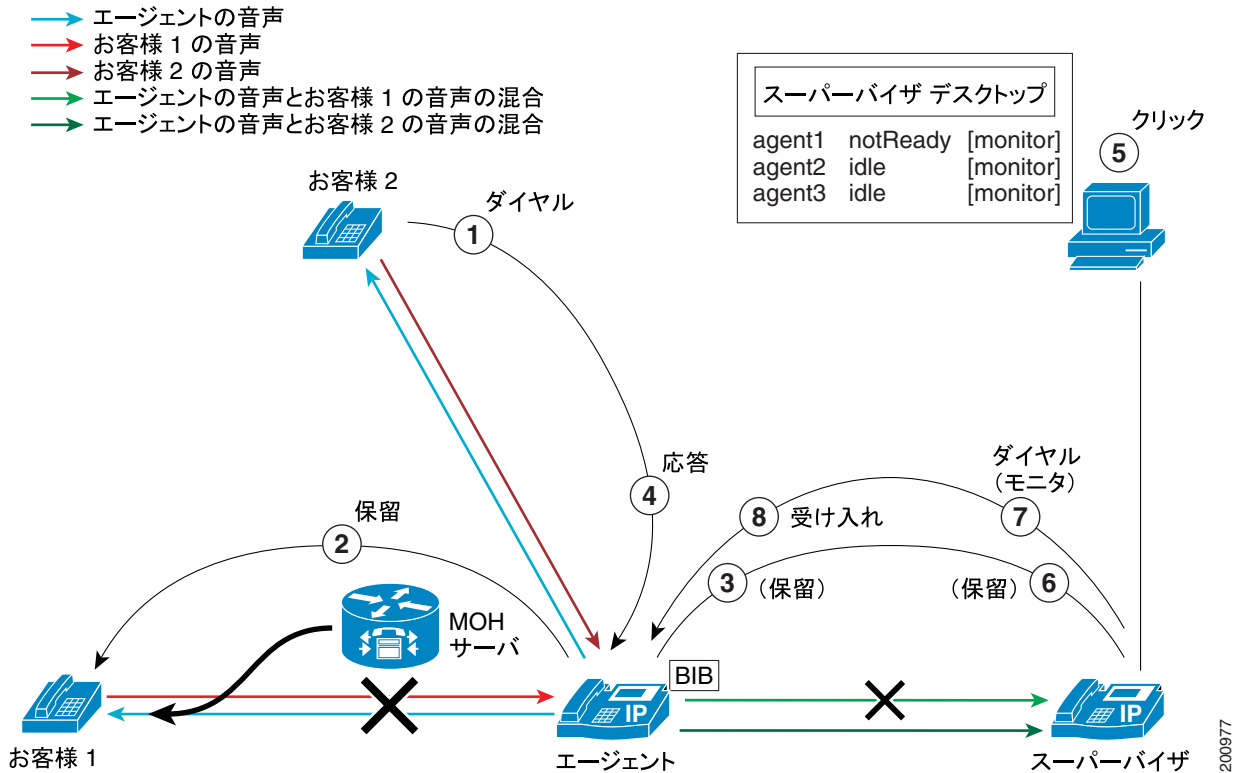 エージェントの音声
お客様 1 の音声
お客様 2 の音声
エージェントの音声とお客様 1 の音声の混合
エージェントの音声とお客様 2 の音声の混合
スーパーバイザ デスクトップ
agent1 notReady [monitor]
agent2 idle [monitor]
agent3 idle [monitor]
クリック
5
お客様 2
ダイヤル
1
応答
4
ダイヤル
（モニタ）
7
8 受け入れ
保留
2
3 （保留）
（保留） 6
MOH
サーバ
BIB
IP
IP
お客様 1
エージェント
スーパーバイザ
200977